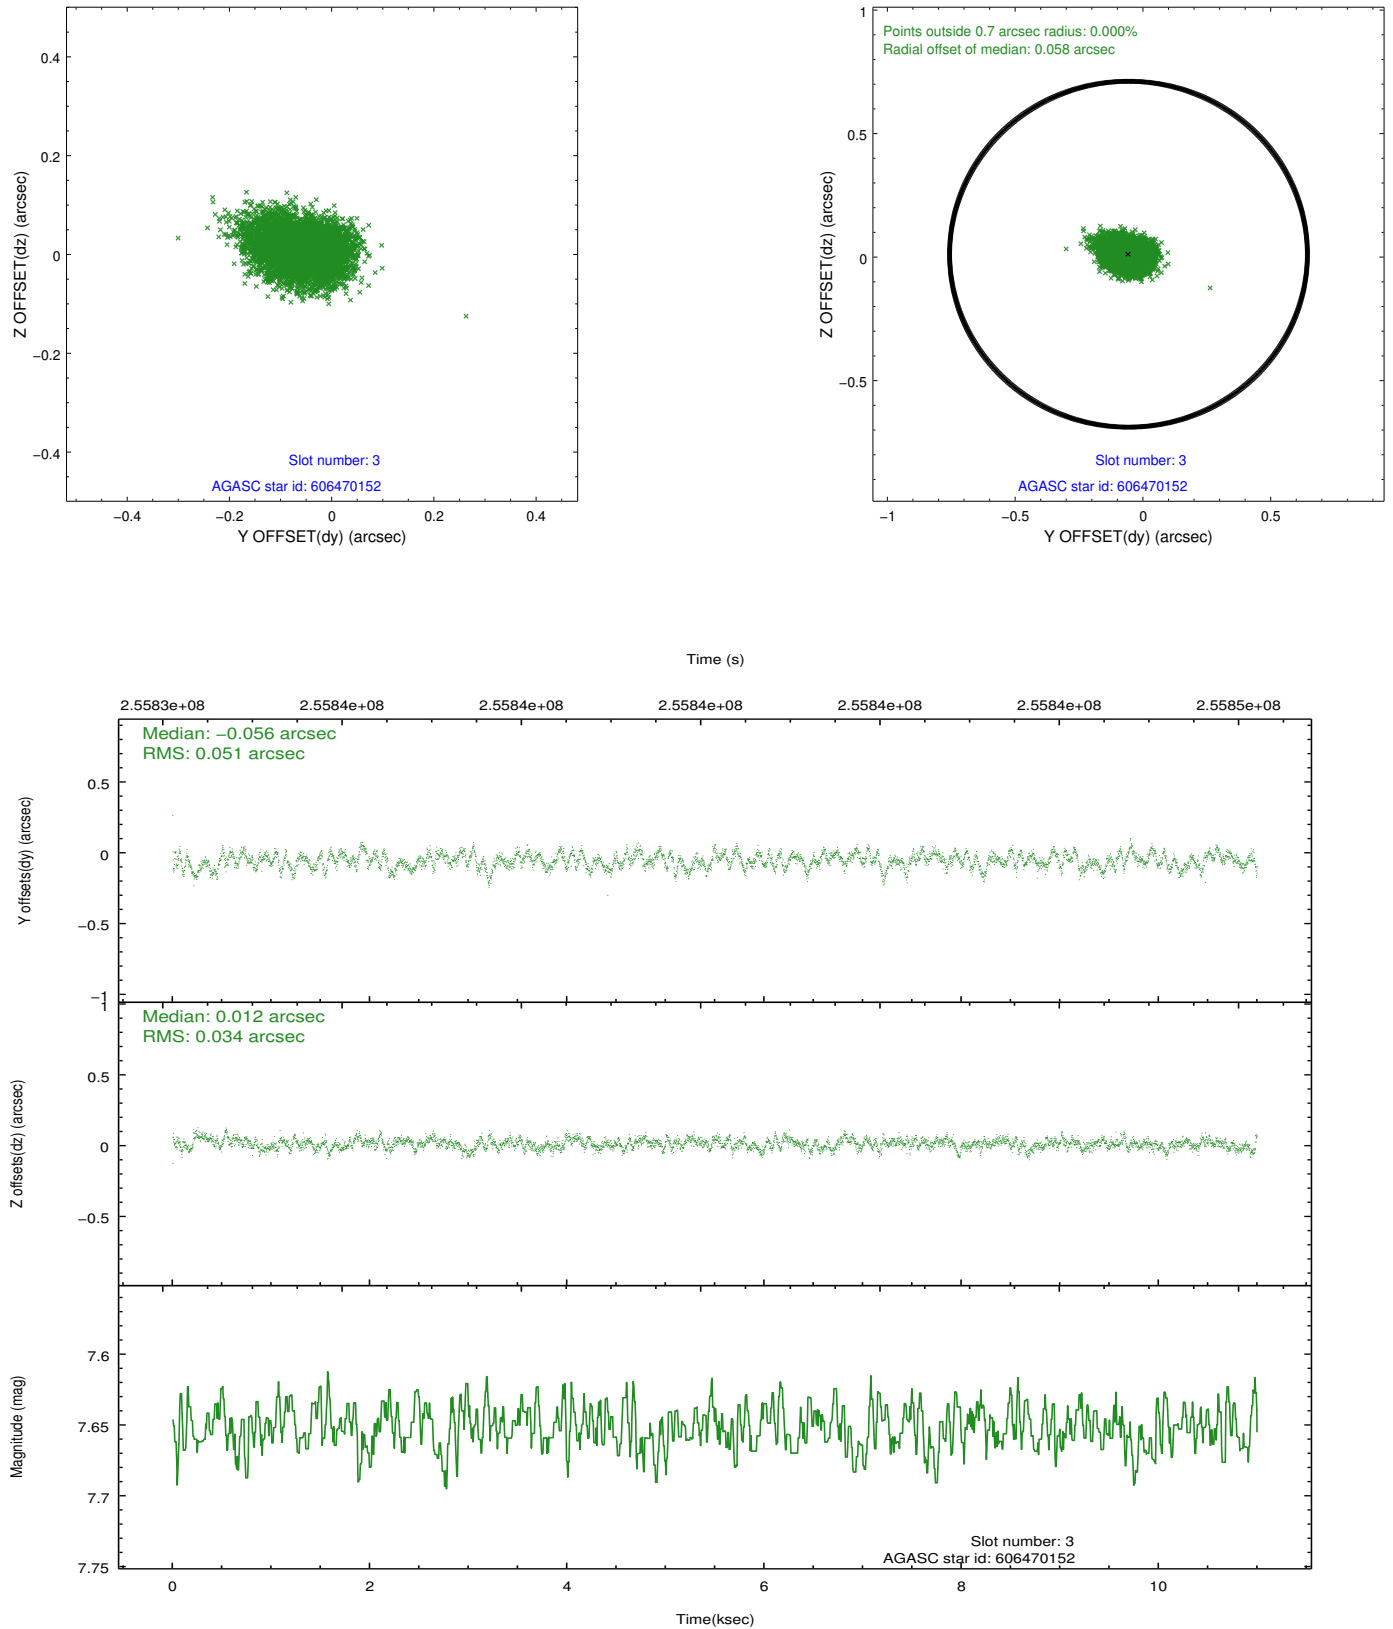 0.4
0.2
0
−0.2
−0.4
Z OFFSET(dz) (arcsec)
Slot number: 3
AGASC star id: 606470152
−0.4
−0.2
0
0.2
0.4
Y OFFSET(dy) (arcsec)
Points outside 0.7 arcsec radius: 0.000%
Radial offset of median: 0.058 arcsec
1
0.5
0
−0.5
Z OFFSET(dz) (arcsec)
Slot number: 3
AGASC star id: 606470152
−1
−0.5
0
0.5
Y OFFSET(dy) (arcsec)
Time (s)
2.5583e+08
2.5584e+08
2.5584e+08
2.5584e+08
2.5584e+08
2.5584e+08
2.5585e+08
Median: −0.056 arcsec
RMS: 0.051 arcsec
0.5
0
−0.5
−1
Y offsets(dy) (arcsec)
Median: 0.012 arcsec
RMS: 0.034 arcsec
1
0.5
0
−0.5
Z offsets(dz) (arcsec)
7.6
7.65
7.7
7.75
Magnitude (mag)
Slot number: 3
AGASC star id: 606470152
0
2
4
6
8
10
Time(ksec)